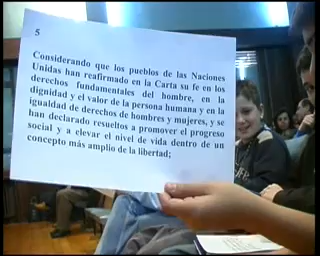 5
Considerando que los pueblos de las Naciones
Unidas han reafirmado en la Carta su fe en los
derechos fundamentales del hombre, en la
dignidad y el valor de la persona humana y en la
igualdad de derechos de hombres y mujeres, y se
han declarado resueltos a promover el progreso
social y a elevar el nivel de vida dentro de un
concepto más amplio de la libertad;